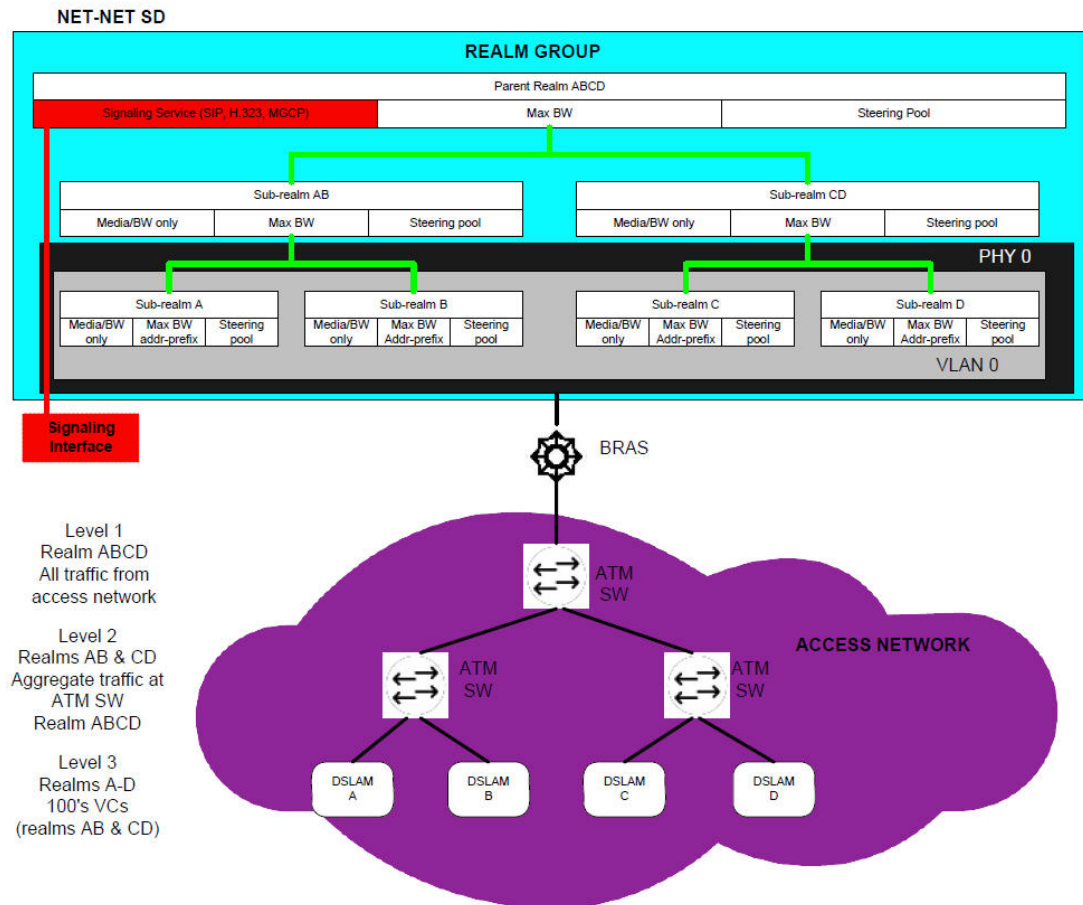 NET-NET SD
REALM GROUP
Parent Realm ABCD
Signaling Service (SIP, H.323, MGCP)
Max BW
Steering Pool
Sub-realm AB
Media/BW only
Max BW
Steering pool
Sub-realm CD
Media/BW only
Max BW
Steering pool
PHY 0
Sub-realm A
Media/BW
only
Max BW
addr-prefix
Steering
pool
Sub-realm B
Media/BW
only
Max BW
Addr-prefix
Steering
pool
Sub-realm C
Media/BW
only
Max BW
Addr-prefix
Steering
pool
Sub-realm D
Media/BW
only
Max BW
Addr-prefix
Steering
pool
VLAN 0
Signaling
Interface
BRAS
Level 1
Realm ABCD
All traffic from
access network
ATM
SW
Level 2
Realms AB & CD
Aggregate traffic at
ATM SW
Realm ABCD
ATM
SW
ATM
SW
ACCESS NETWORK
Level 3
Realms A-D
100's VCs
(realms AB & CD)
DSLAM
A
DSLAM
B
DSLAM
C
DSLAM
D